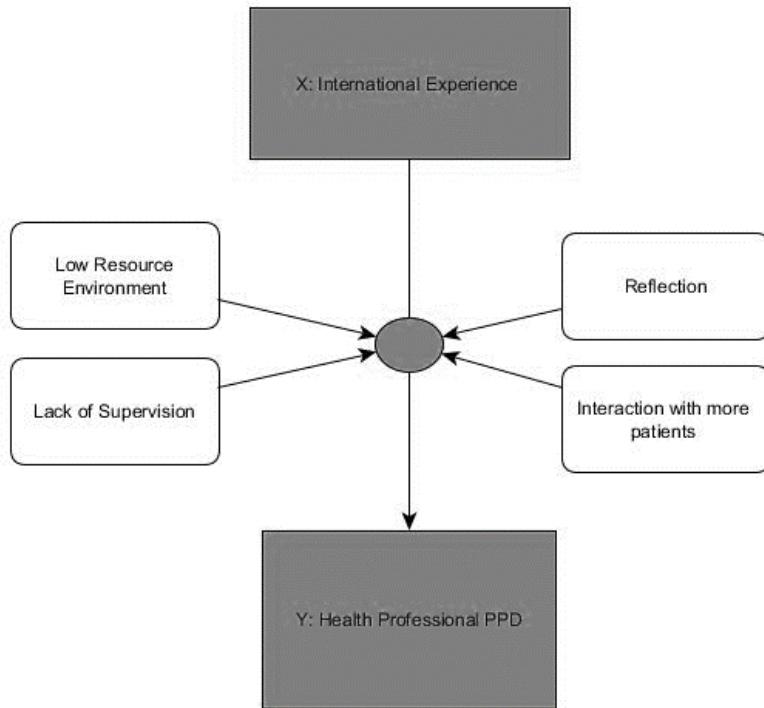 X: International Experience
Low Resource
Environment
Reflection
Lack of Supervision
Interaction with more
patients
Y: Health Professional PPD